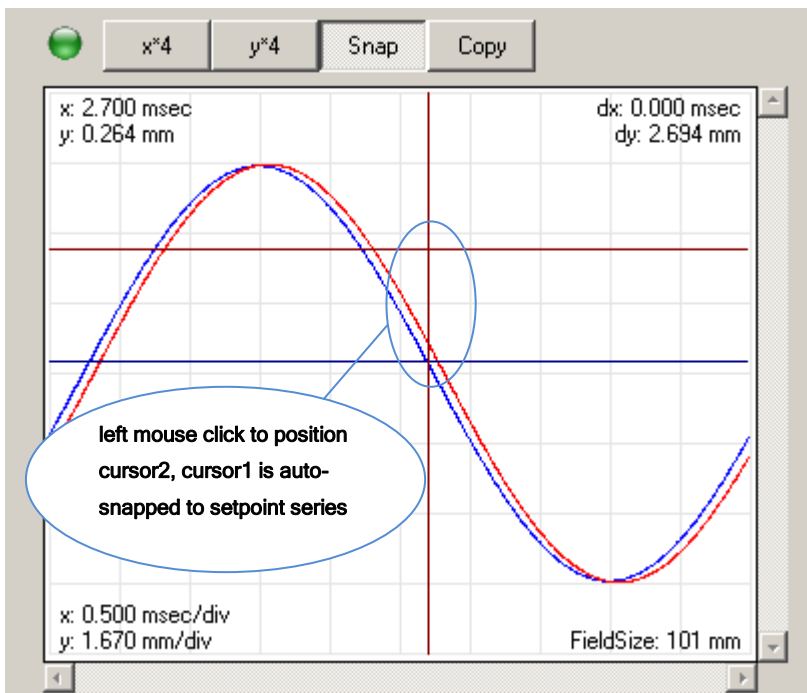 x*4 y*4 Snap Copy
x: 2.700 msec dx: 0.000 msec
y: 0.264 mm dy: 2.694 mm
left mouse click to position
cursor2, cursor1 is auto-
snapped to setpoint series
x: 0.500 msec/div
y: 1.670 mm/div FieldSize: 101 mm